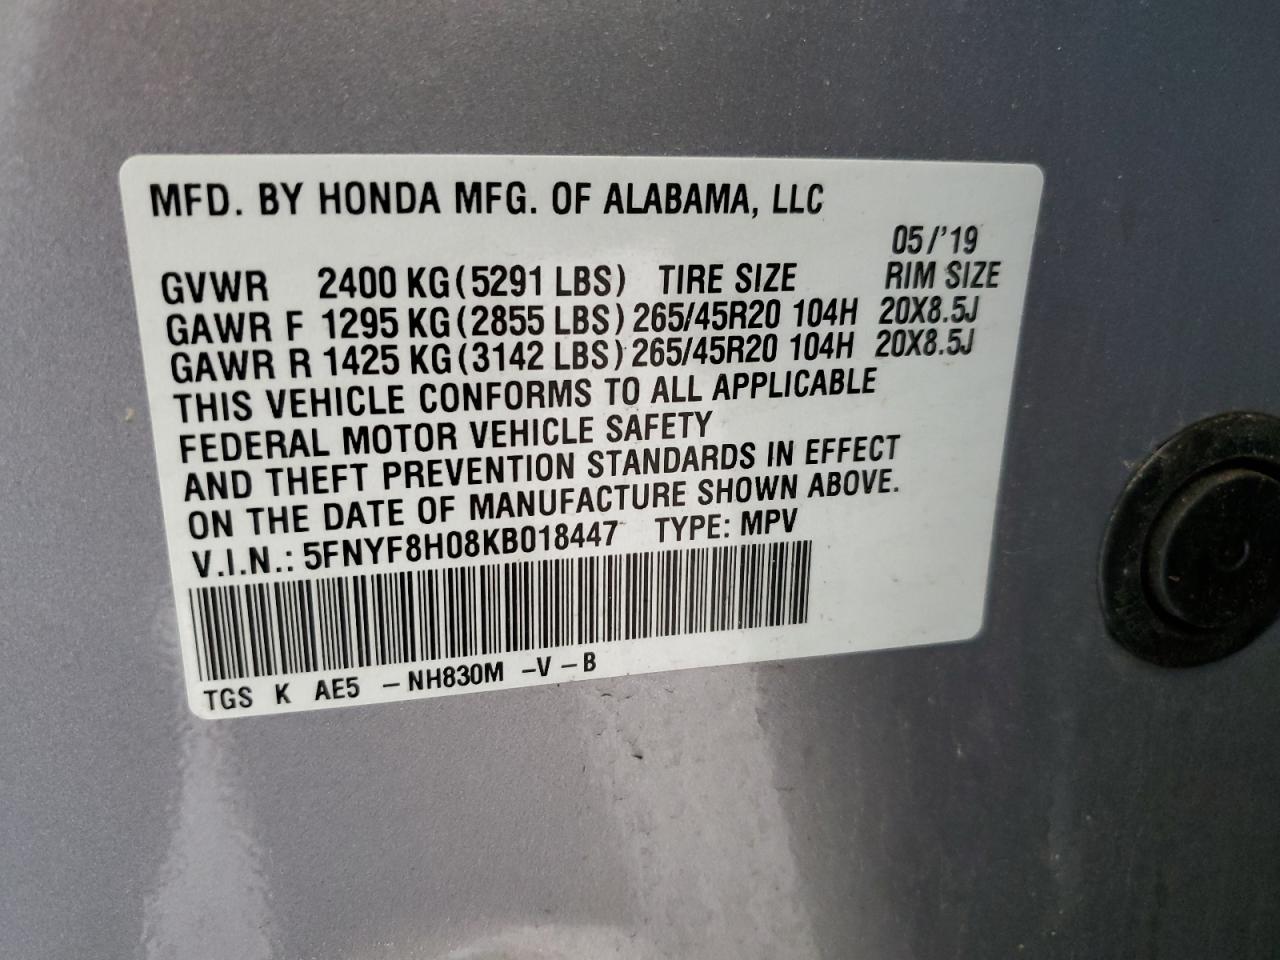 MFD. BY HONDA MFG. OF ALABAMA, LLC
05/'19
GVWR 2400 KG(5291 LBS) TIRE SIZE RIM SIZE
GAWR F 1295 KG(2855 LBS) 265/45R20 104H 20X8.5J
GAWR R 1425 KG(3142 LBS) 265/45R20 104H 20X8.5J
THIS VEHICLE CONFORMS TO ALL APPLICABLE
FEDERAL MOTOR VEHICLE SAFETY
AND THEFT PREVENTION STANDARDS IN EFFECT
ON THE DATE OF MANUFACTURE SHOWN ABOVE.
V.I.N.: 5FNYF8H08KB018447 TYPE: MPV
TGS K AE5 -NH830M -V -B